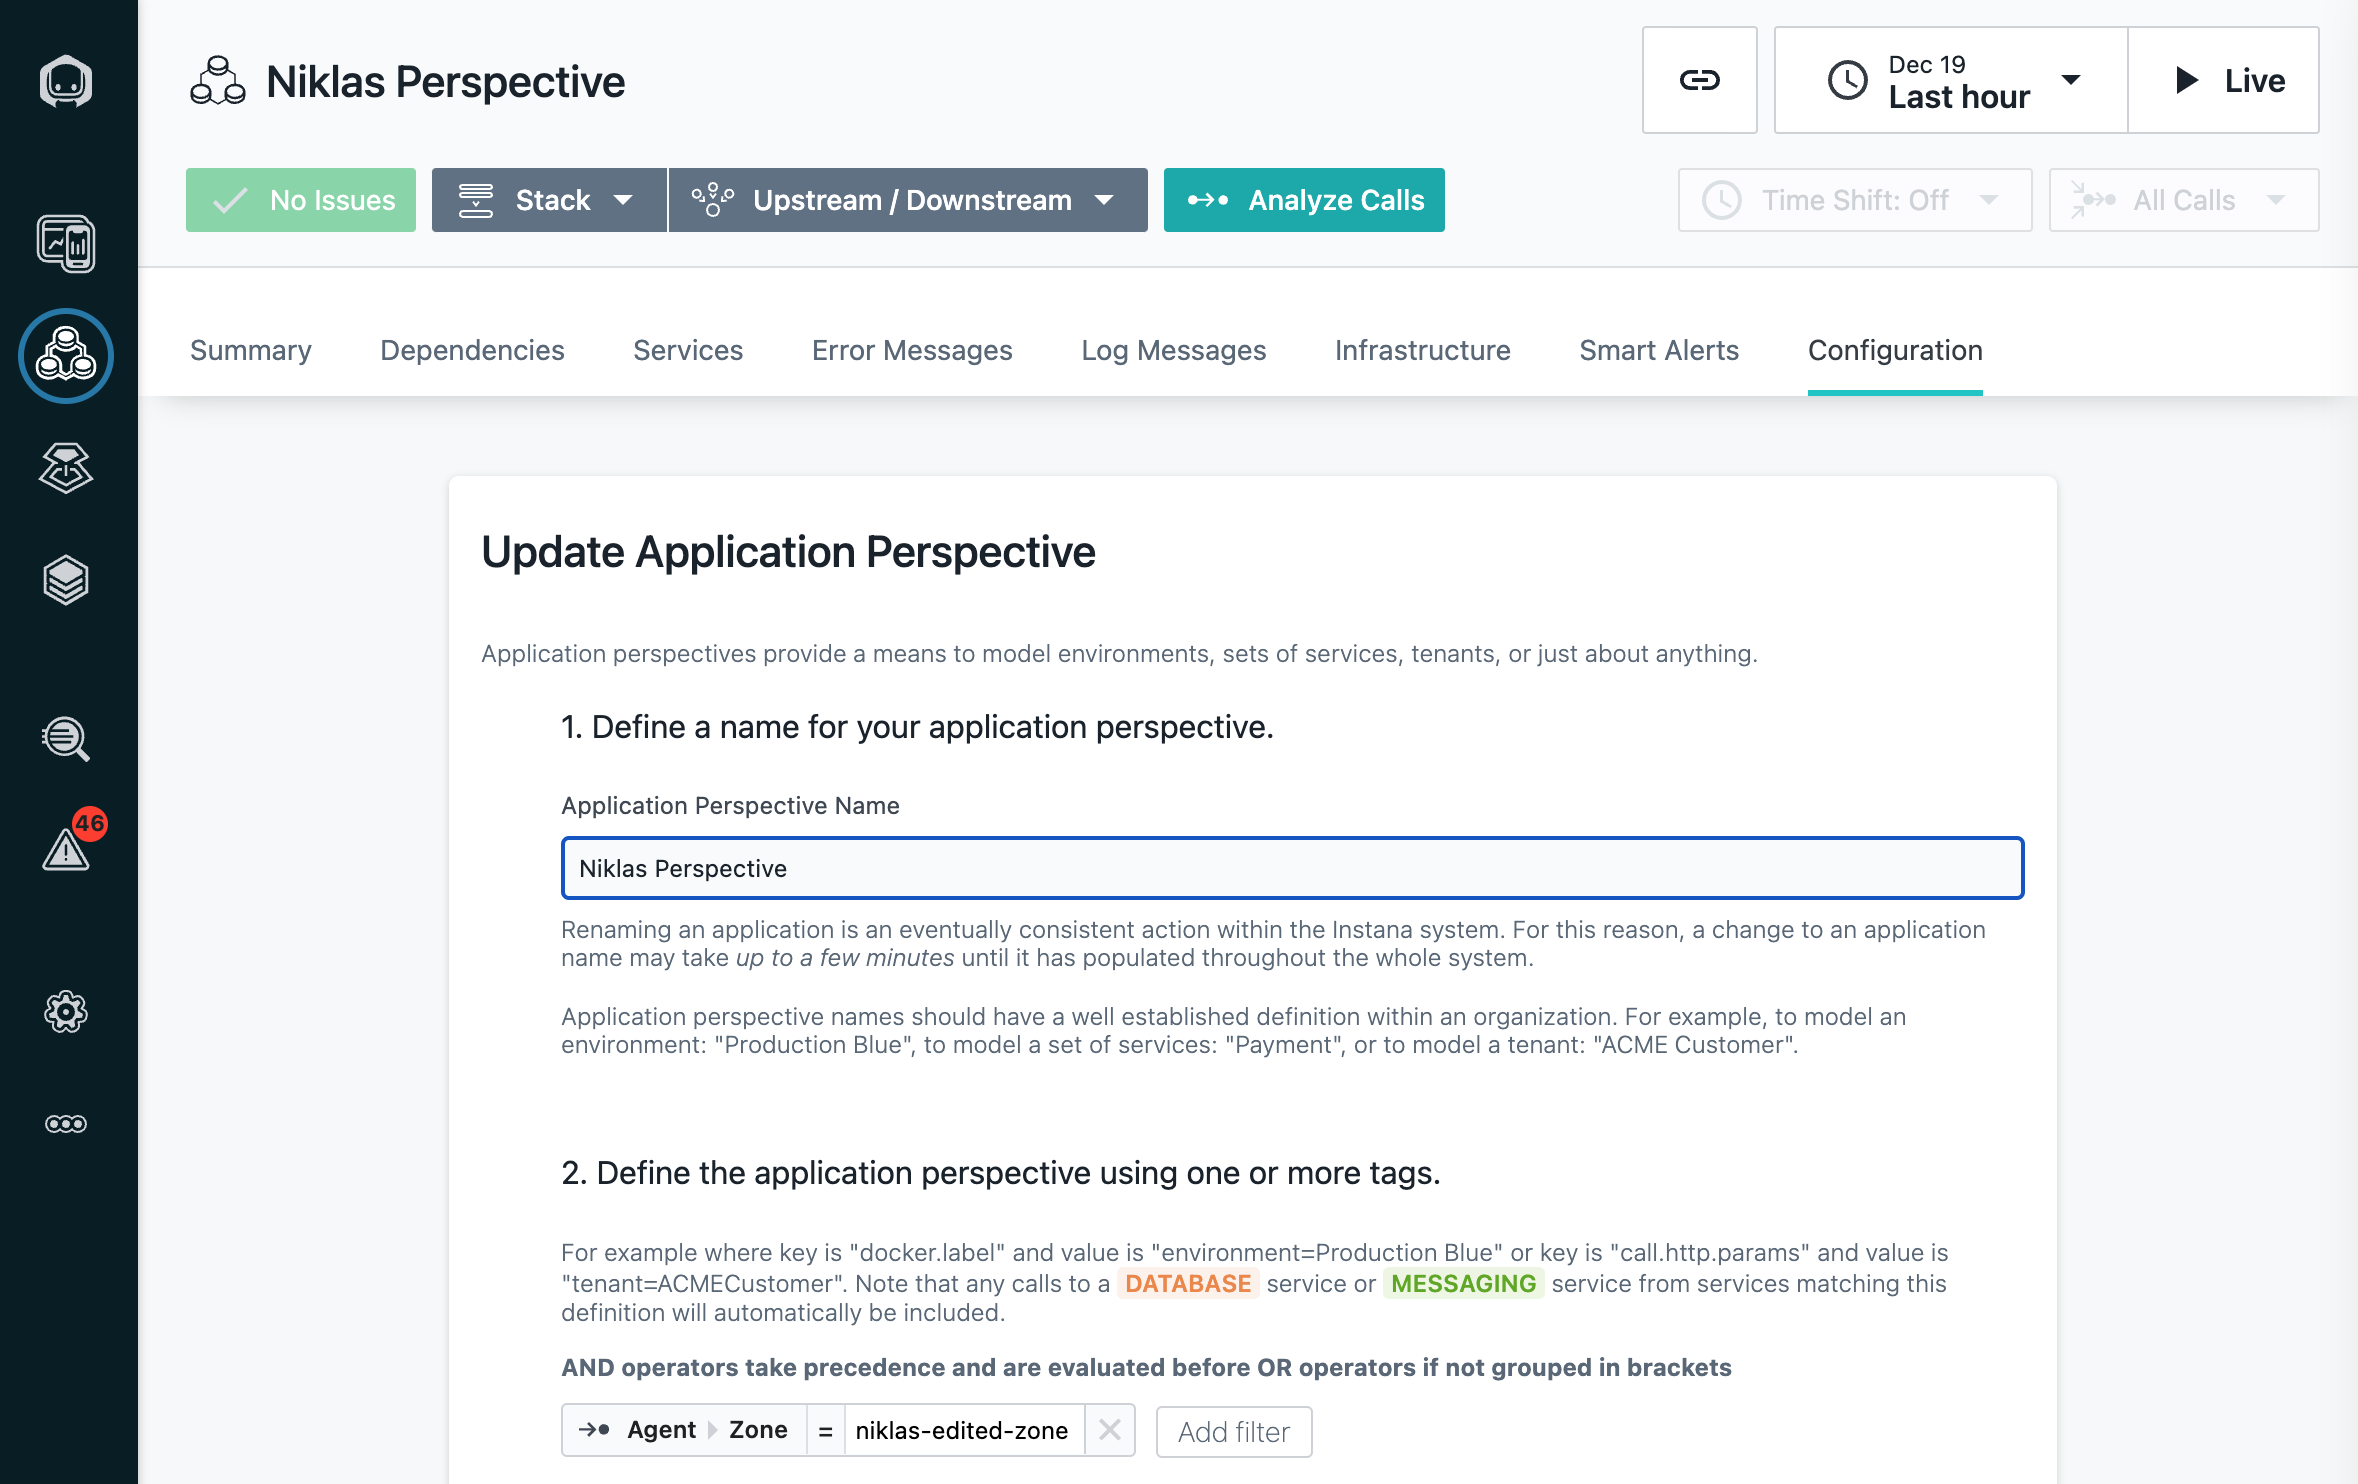 Niklas Perspective
Dec 19
Last hour
Live
No Issues
Stack
Upstream / Downstream
Analyze Calls
Time Shift: Off
All Calls
Summary
Dependencies
Services
Error Messages
Log Messages
Infrastructure
Smart Alerts
Configuration
46
Update Application Perspective
Application perspectives provide a means to model environments, sets of services, tenants, or just about anything.
1. Define a name for your application perspective.
Application Perspective Name
Niklas Perspective
Renaming an application is an eventually consistent action within the Instana system. For this reason, a change to an application
name may take up to a few minutes until it has populated throughout the whole system.
Application perspective names should have a well established definition within an organization. For example, to model an
environment: "Production Blue", to model a set of services: "Payment", or to model a tenant: "ACME Customer".
2. Define the application perspective using one or more tags.
For example where key is "docker.label" and value is "environment=Production Blue" or key is "call.http.params" and value is
"tenant=ACMECustomer". Note that any calls to a DATABASE service or MESSAGING service from services matching this
definition will automatically be included.
AND operators take precedence and are evaluated before OR operators if not grouped in brackets
Agent Zone = niklas-edited-zone
Add filter